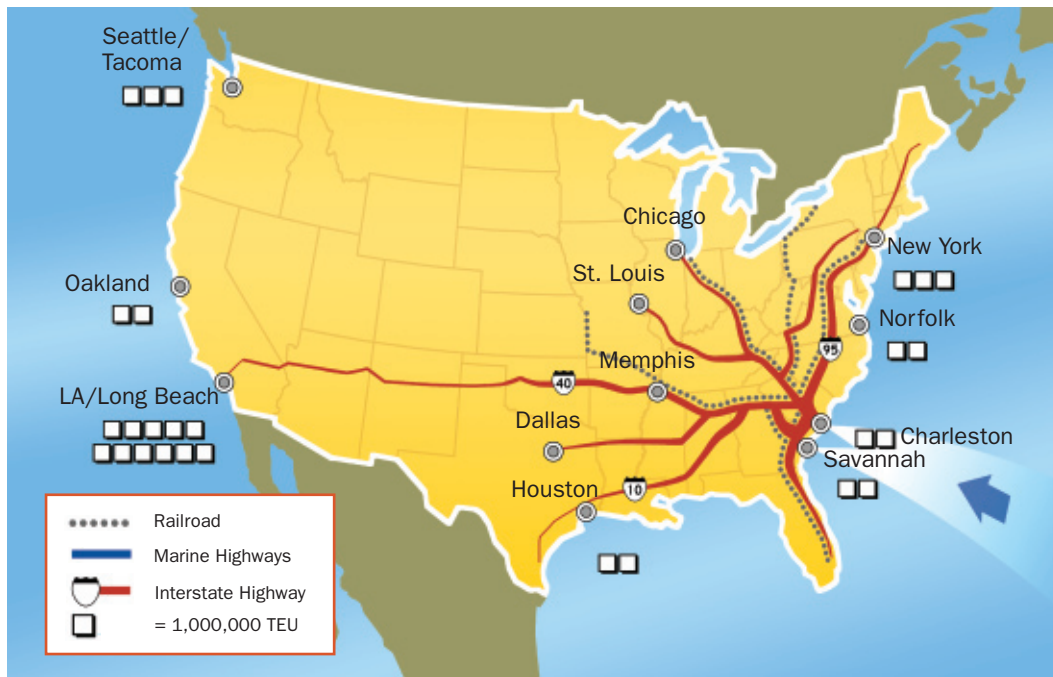 Seattle/
Tacoma
Chicago
New York
St. Louis
Oakland
Norfolk
95
Memphis
40
LA/Long Beach
Dallas
Charleston
Savannah
Houston
10
Railroad
Marine Highways
Interstate Highway
= 1,000,000 TEU